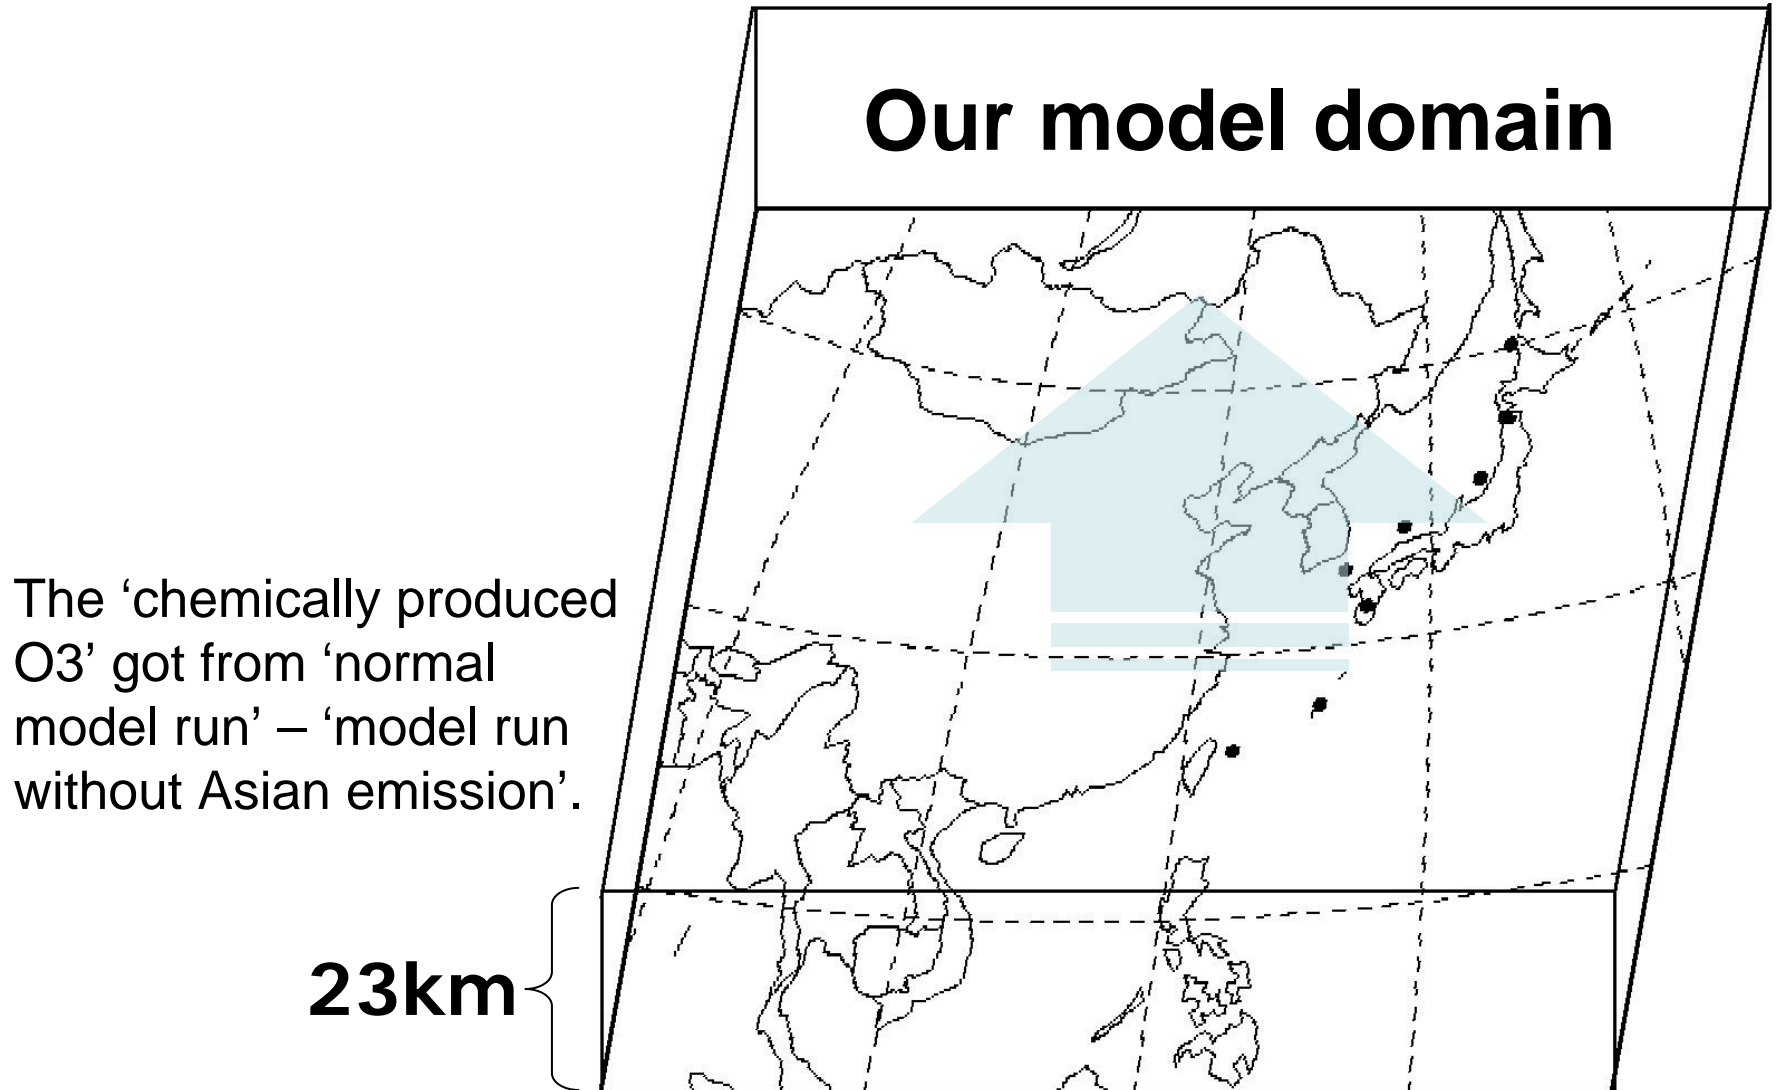 Our model domain
The ‘chemically produced
O3’ got from ‘normal
model run’ – ‘model run
without Asian emission’.
23km